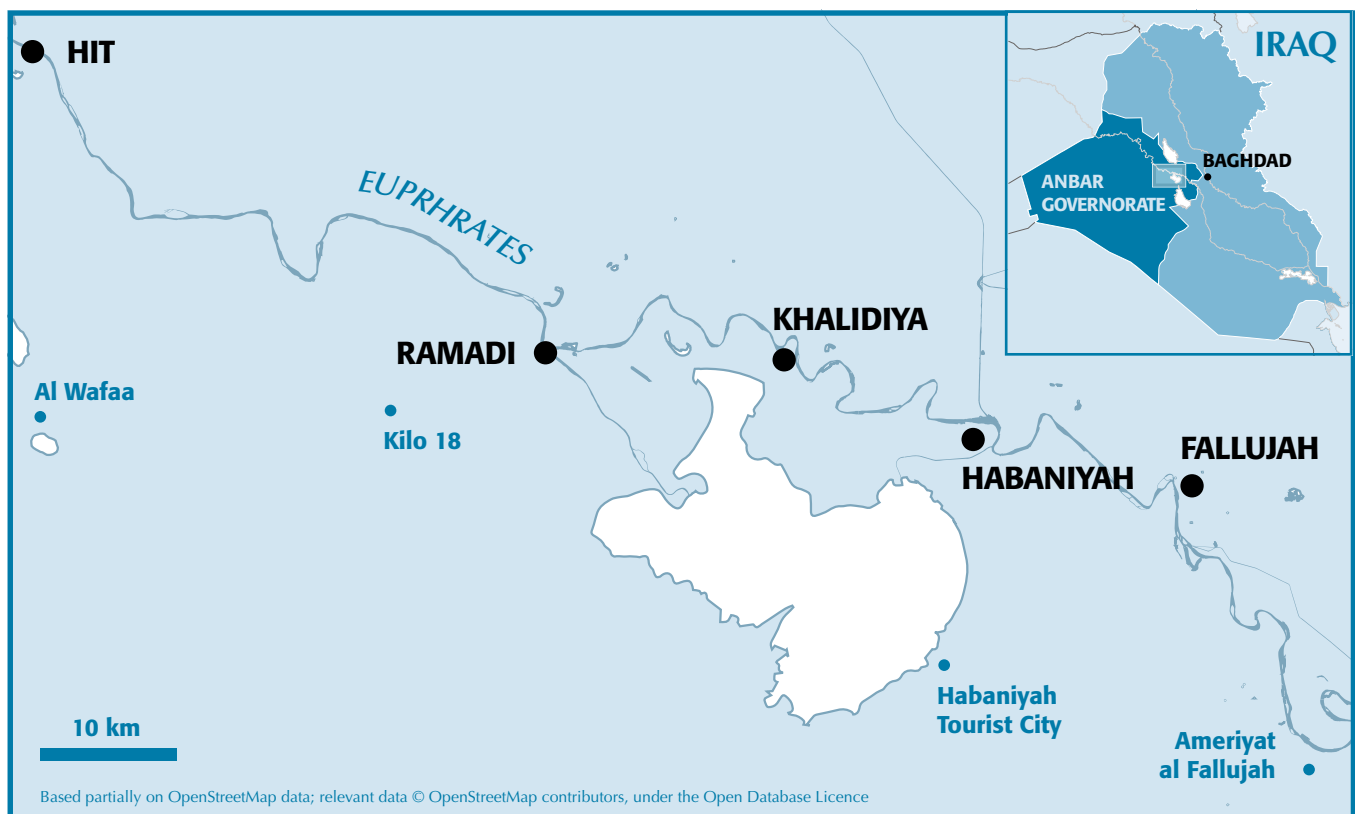 HIT
IRAQ
BAGHDAD
ANBAR
GOVERNORATE
EUPRHRATES
KHALIDIYA
RAMADI
Al Wafaa
Kilo 18
FALLUJAH
HABANIYAH
Habaniyah
Tourist City
10 km
Ameriyat
al Fallujah
Based partially on OpenStreetMap data; relevant data © OpenStreetMap contributors, under the Open Database Licence